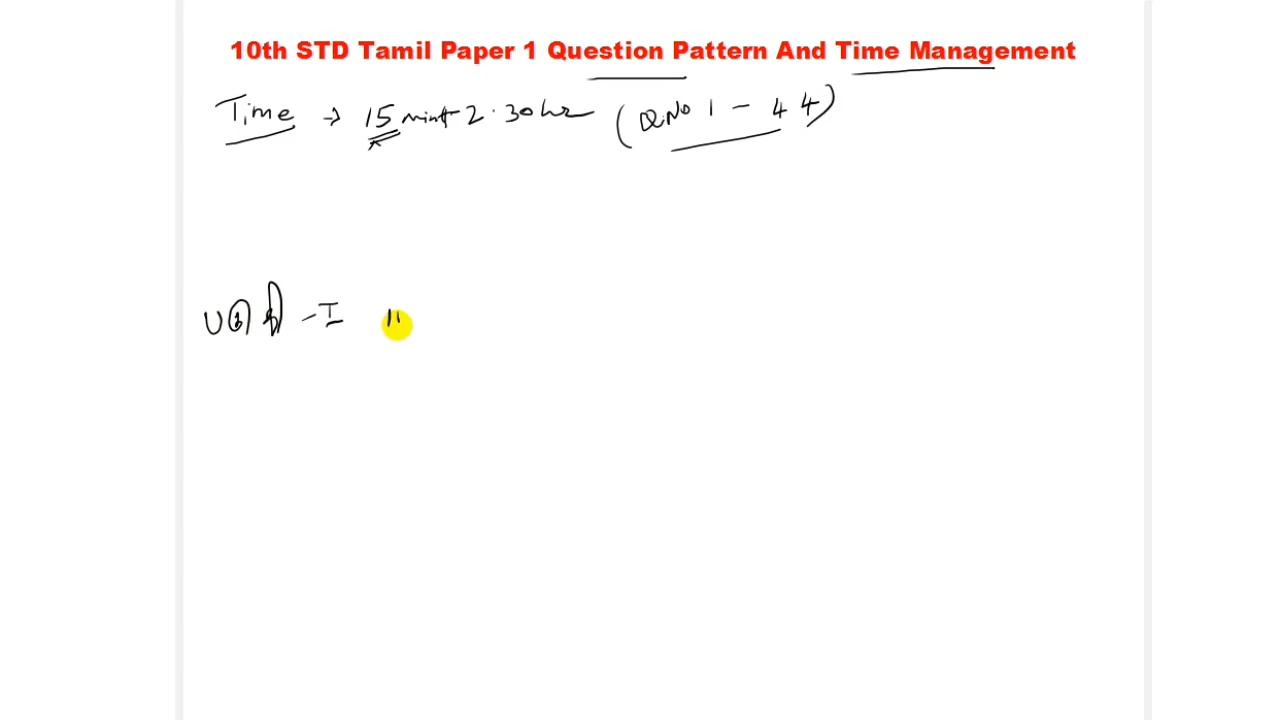 10th STD Tamil Paper 1 Question Pattern And Time Management
Time → 15 mint 2.30 hr (Q.No 1 - 44)
பகுதி - I "